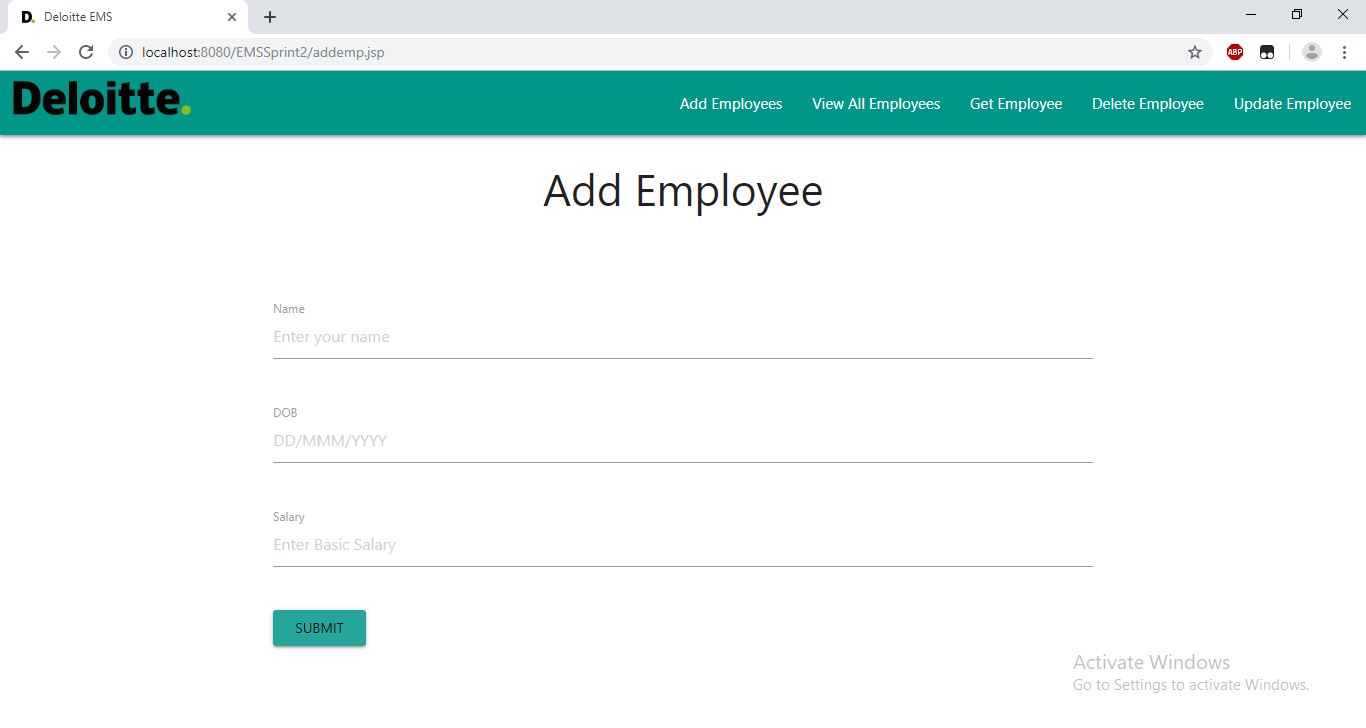 D. Deloitte EMS
localhost:8080/EMSSprint2/addemp.jsp
ABP
Deloitte.
Add Employees View All Employees Get Employee Delete Employee Update Employee
Add Employee
Name
Enter your name
DOB
DD/MMM/YYYY
Salary
Enter Basic Salary
SUBMIT
Activate Windows
Go to Settings to activate Windows.